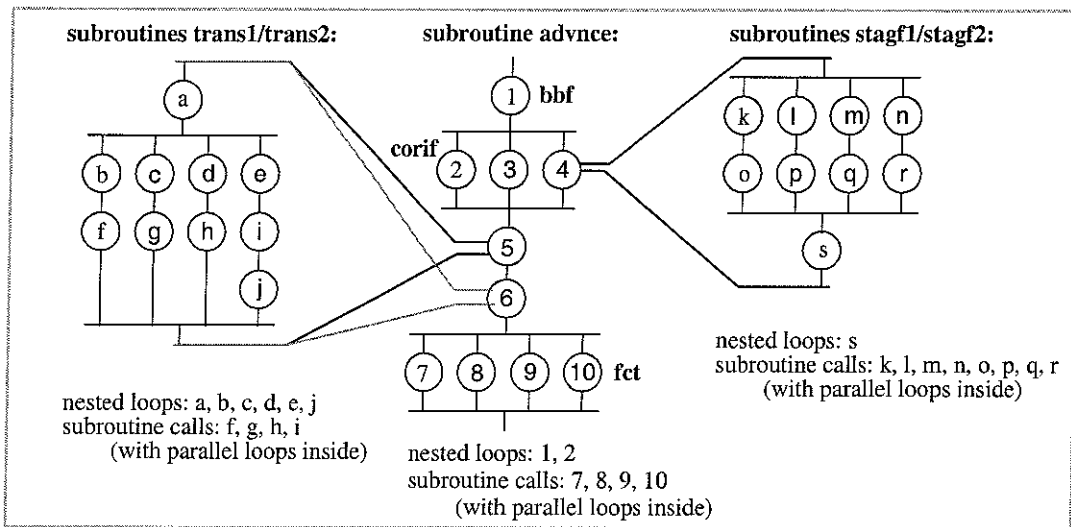 subroutines trans1/trans2:
a
b c d e
f g h i
j
nested loops: a, b, c, d, e, j
subroutine calls: f, g, h, i
(with parallel loops inside)
subroutine advnce:
1 bbf
corif 2 3 4
5
6
7 8 9 10 fct
nested loops: 1, 2
subroutine calls: 7, 8, 9, 10
(with parallel loops inside)
subroutines stagf1/stagf2:
k l m n
o p q r
s
nested loops: s
subroutine calls: k, l, m, n, o, p, q, r
(with parallel loops inside)